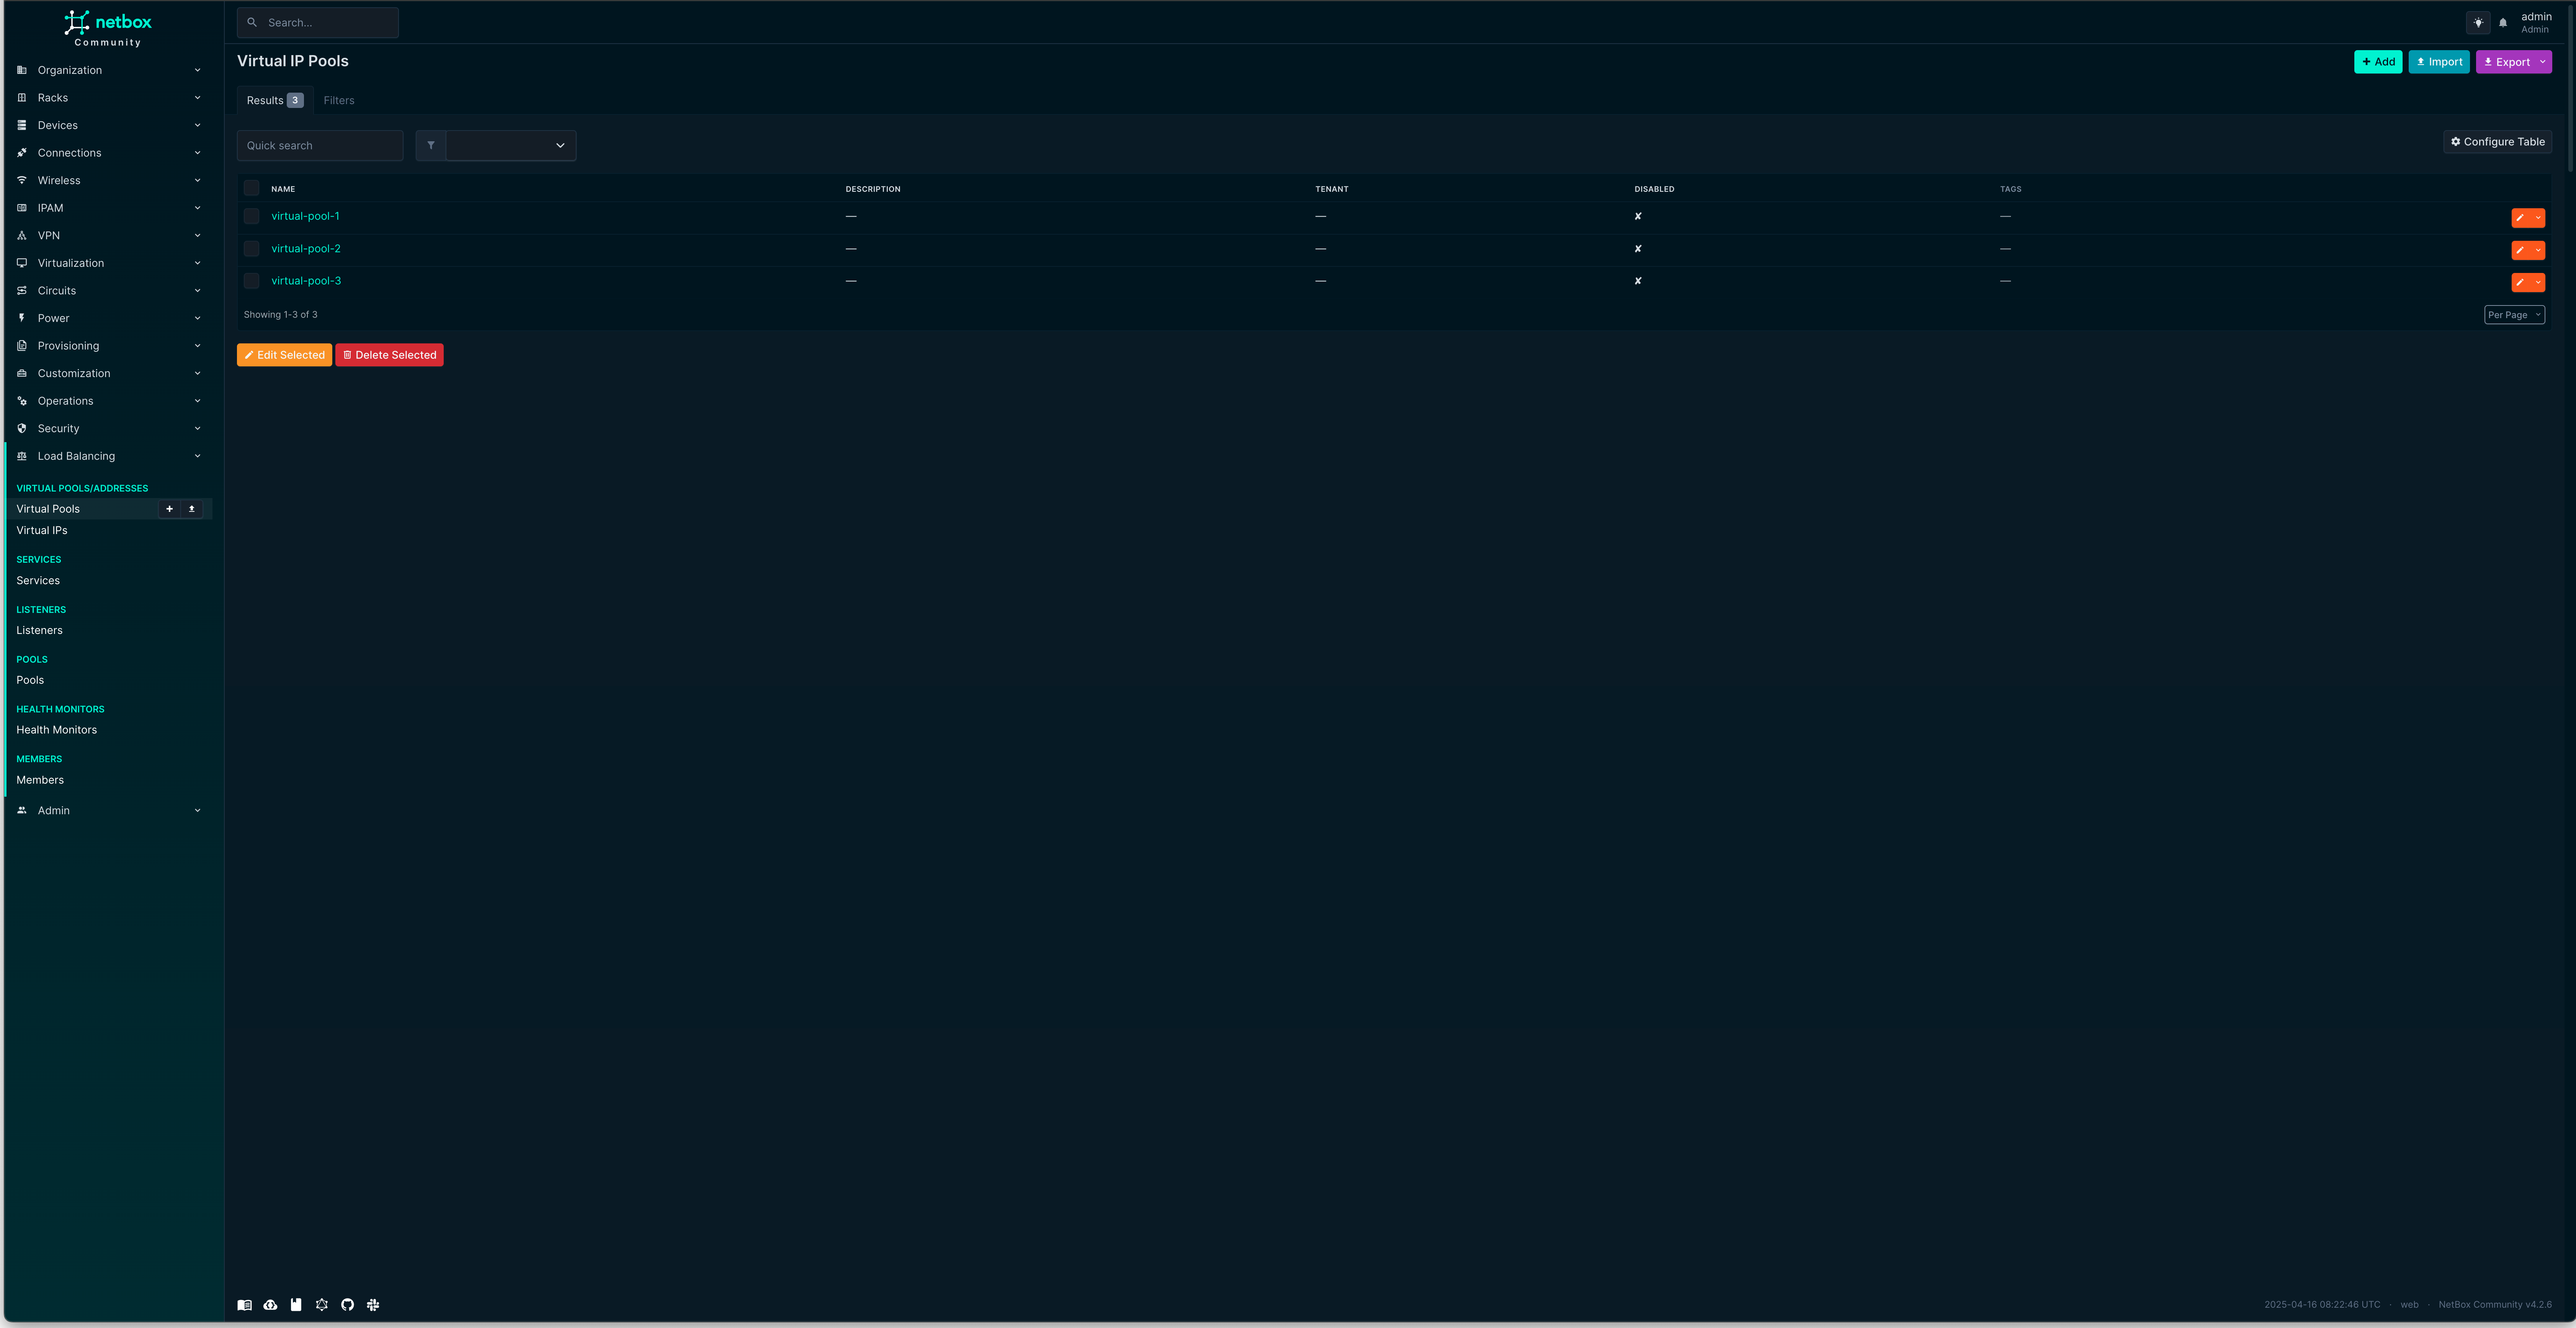 netbox
Community
Search...
admin
Admin
Organization
Racks
Devices
Connections
Wireless
IPAM
VPN
Virtualization
Circuits
Power
Provisioning
Customization
Operations
Security
Load Balancing
VIRTUAL POOLS/ADDRESSES
Virtual Pools
Virtual IPs
SERVICES
Services
LISTENERS
Listeners
POOLS
Pools
HEALTH MONITORS
Health Monitors
MEMBERS
Members
Admin
Virtual IP Pools
+ Add Import Export
Results 3 Filters
Quick search
Configure Table
NAME DESCRIPTION TENANT DISABLED TAGS
virtual-pool-1 — — ✘ —
virtual-pool-2 — — ✘ —
virtual-pool-3 — — ✘ —
Showing 1-3 of 3
Per Page
Edit Selected Delete Selected
2025-04-16 08:22:46 UTC · web · NetBox Community v4.2.6